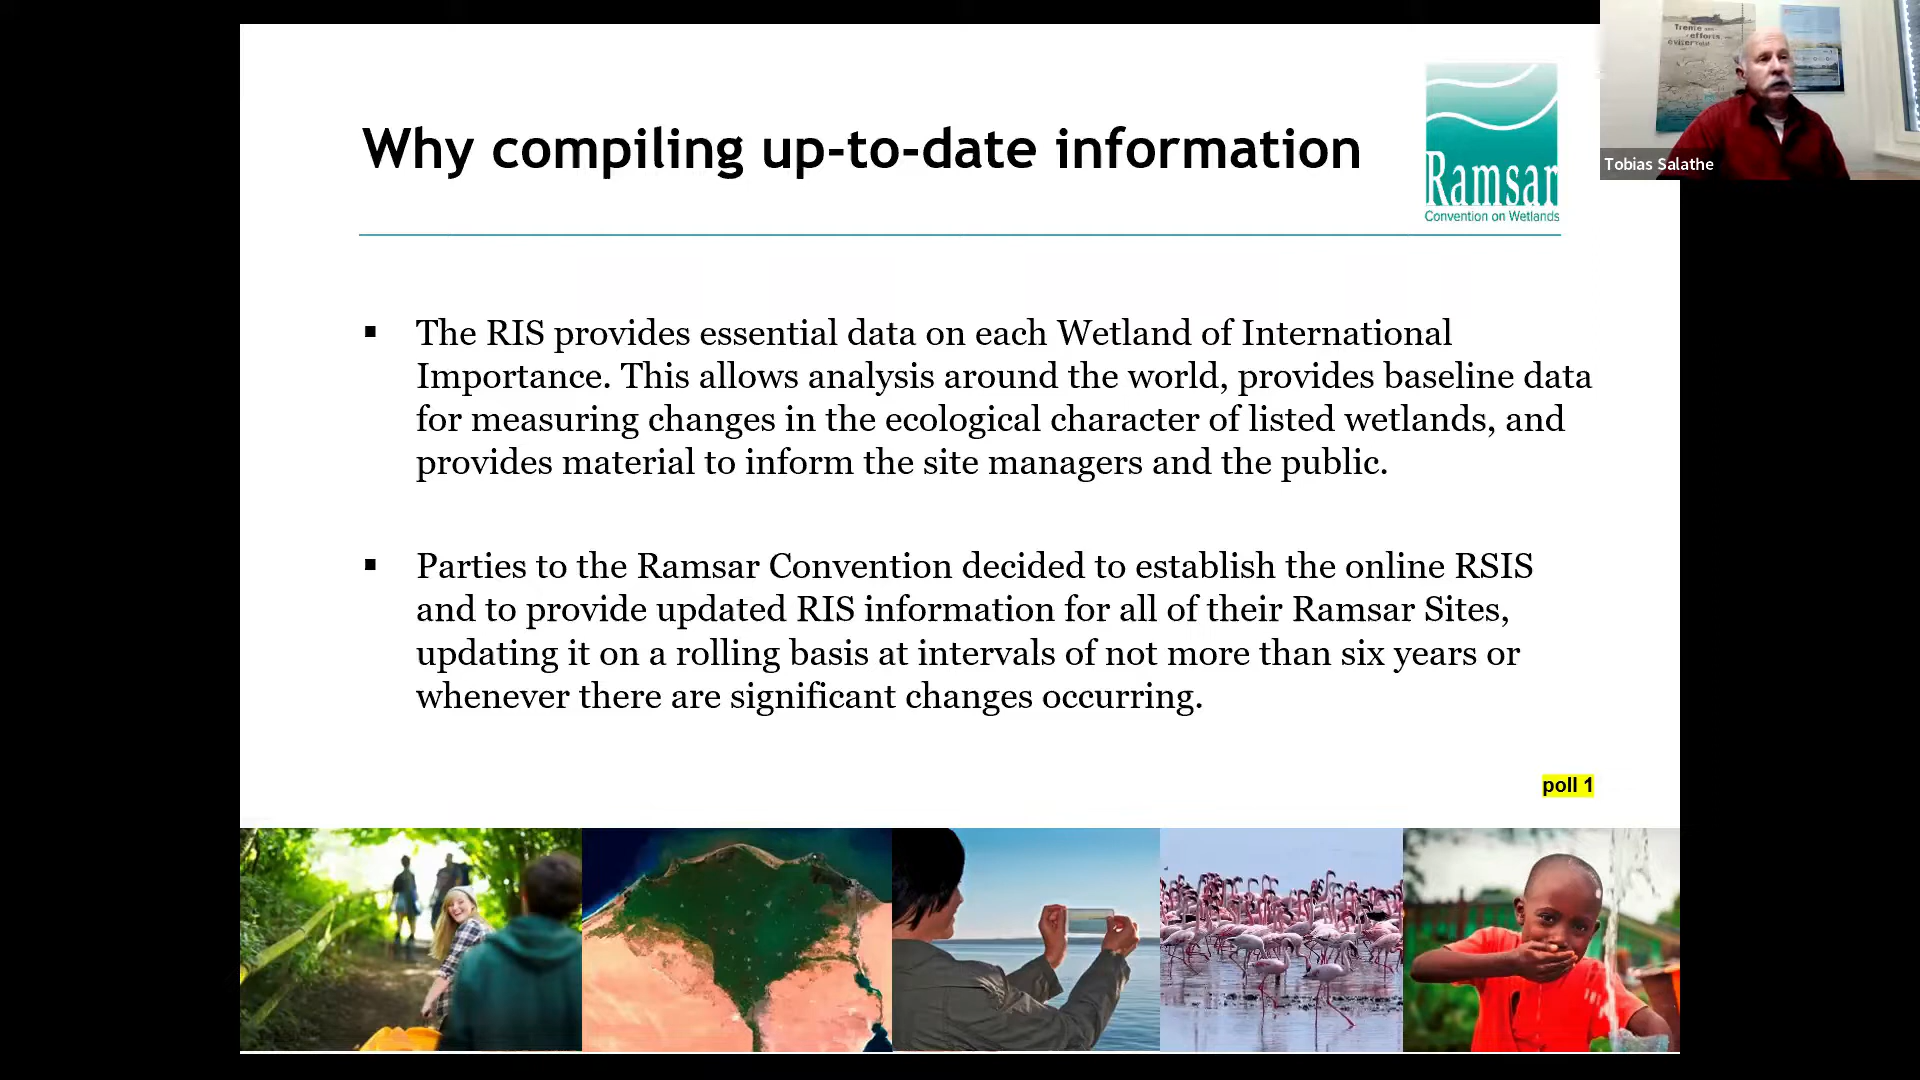 Why compiling up-to-date information
Ramsar
Convention on Wetlands
Trente
efforts
Tobias Salathe
▪ The RIS provides essential data on each Wetland of International
Importance. This allows analysis around the world, provides baseline data
for measuring changes in the ecological character of listed wetlands, and
provides material to inform the site managers and the public.
▪ Parties to the Ramsar Convention decided to establish the online RSIS
and to provide updated RIS information for all of their Ramsar Sites,
updating it on a rolling basis at intervals of not more than six years or
whenever there are significant changes occurring.
poll 1